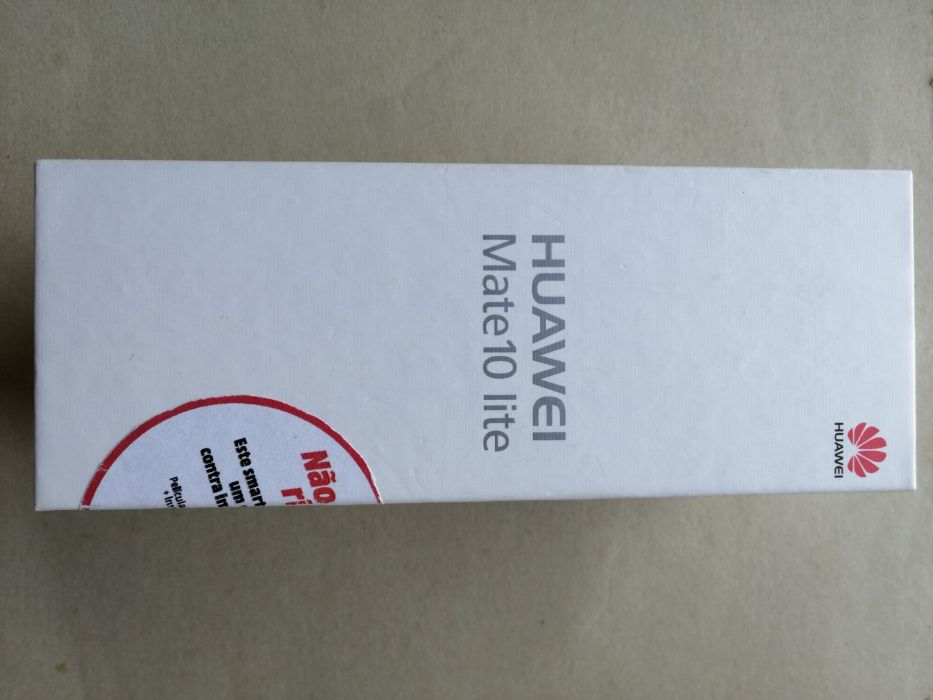 HUAWEI
HUAWEI
Mate10 lite
Não
Este smart
um
contra